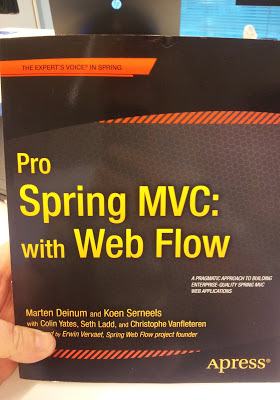 THE EXPERT'S VOICE® IN SPRING
Pro
Spring MVC:
with Web Flow
A PRAGMATIC APPROACH TO BUILDING
ENTERPRISE-QUALITY SPRING MVC
WEB APPLICATIONS
Marten Deinum and Koen Serneels
with Colin Yates, Seth Ladd, and Christophe Vanfleteren
by Erwin Vervaet, Spring Web Flow project founder
Apress®